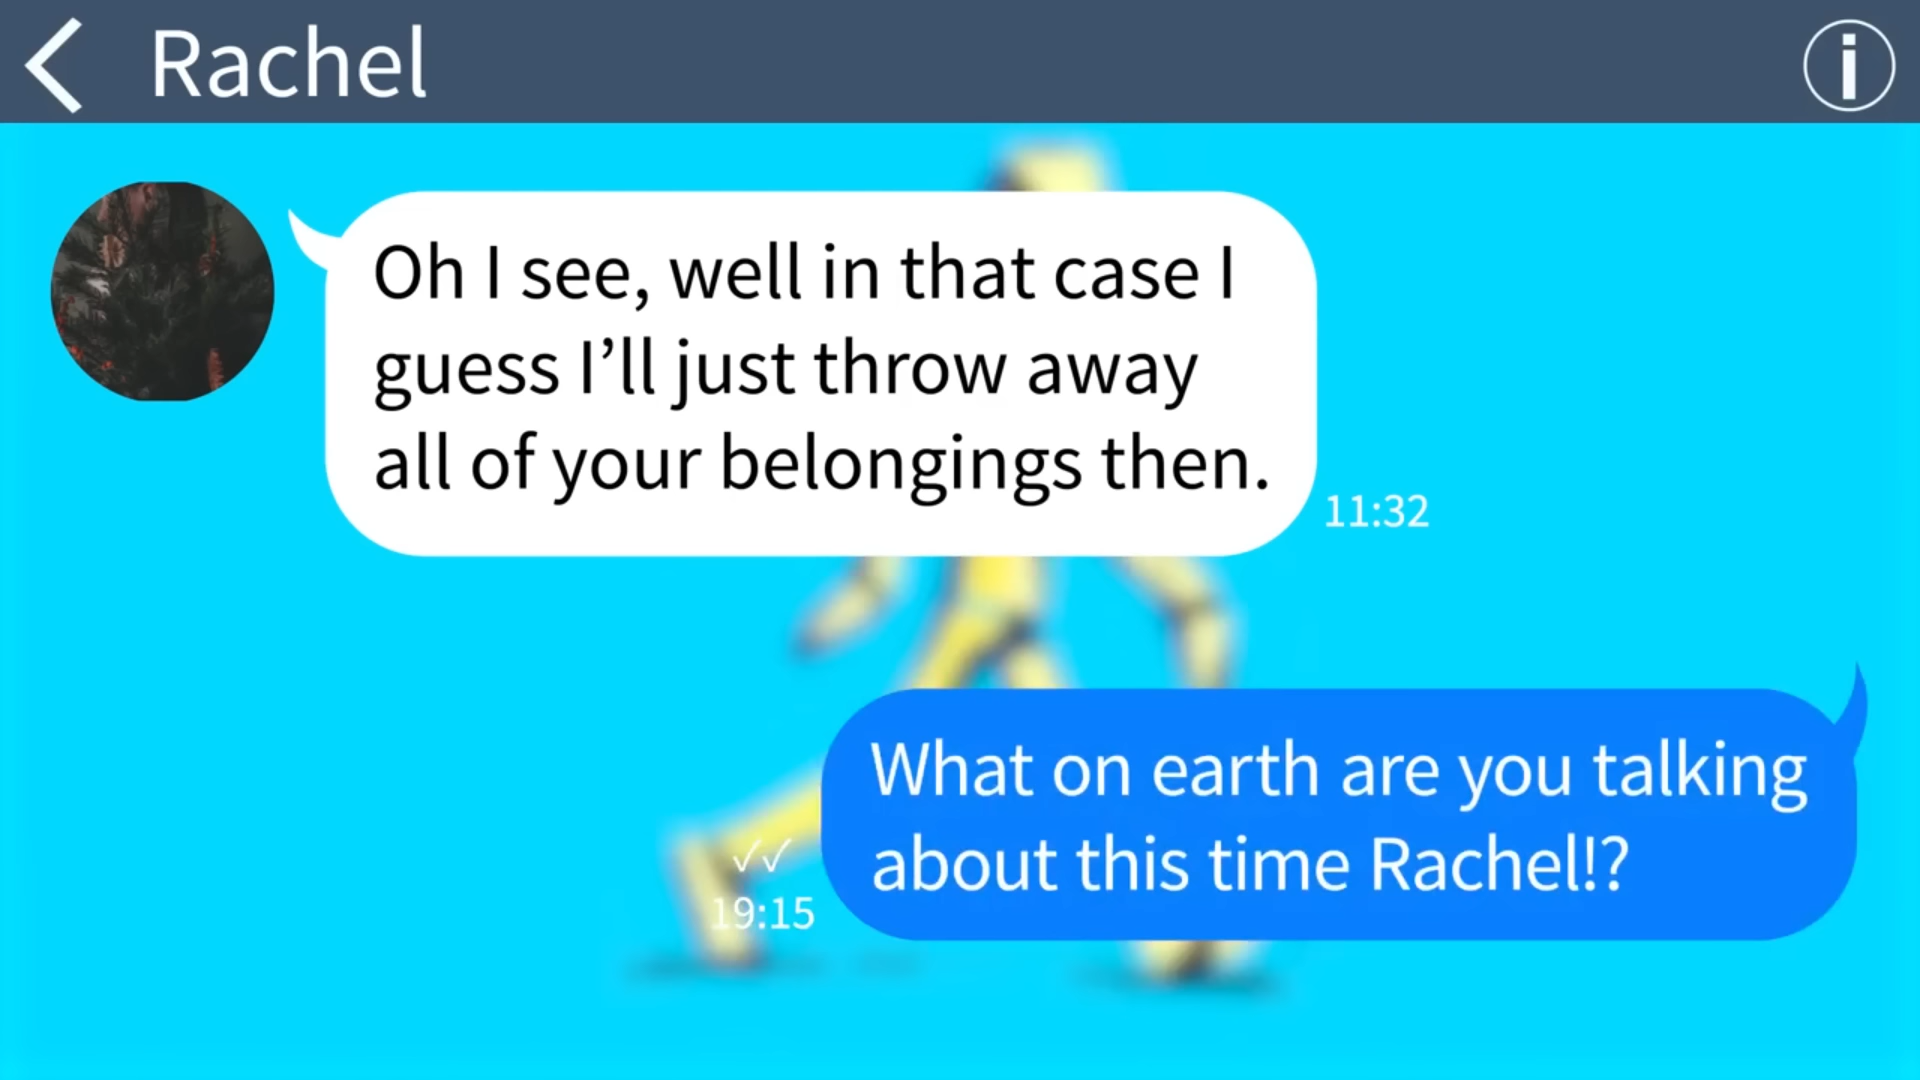 Rachel
Oh I see, well in that case I
guess I’ll just throw away
all of your belongings then.
11:32
What on earth are you talking
about this time Rachel!?
19:15